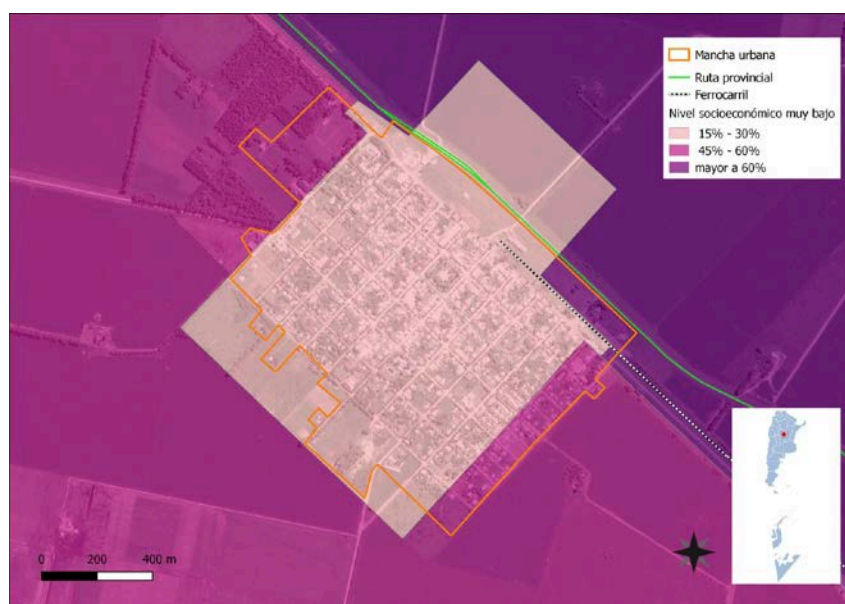 Mancha urbana
Ruta provincial
Ferrocarril
Nivel socioeconómico muy bajo
15% - 30%
45% - 60%
mayor a 60%
0 200 400 m